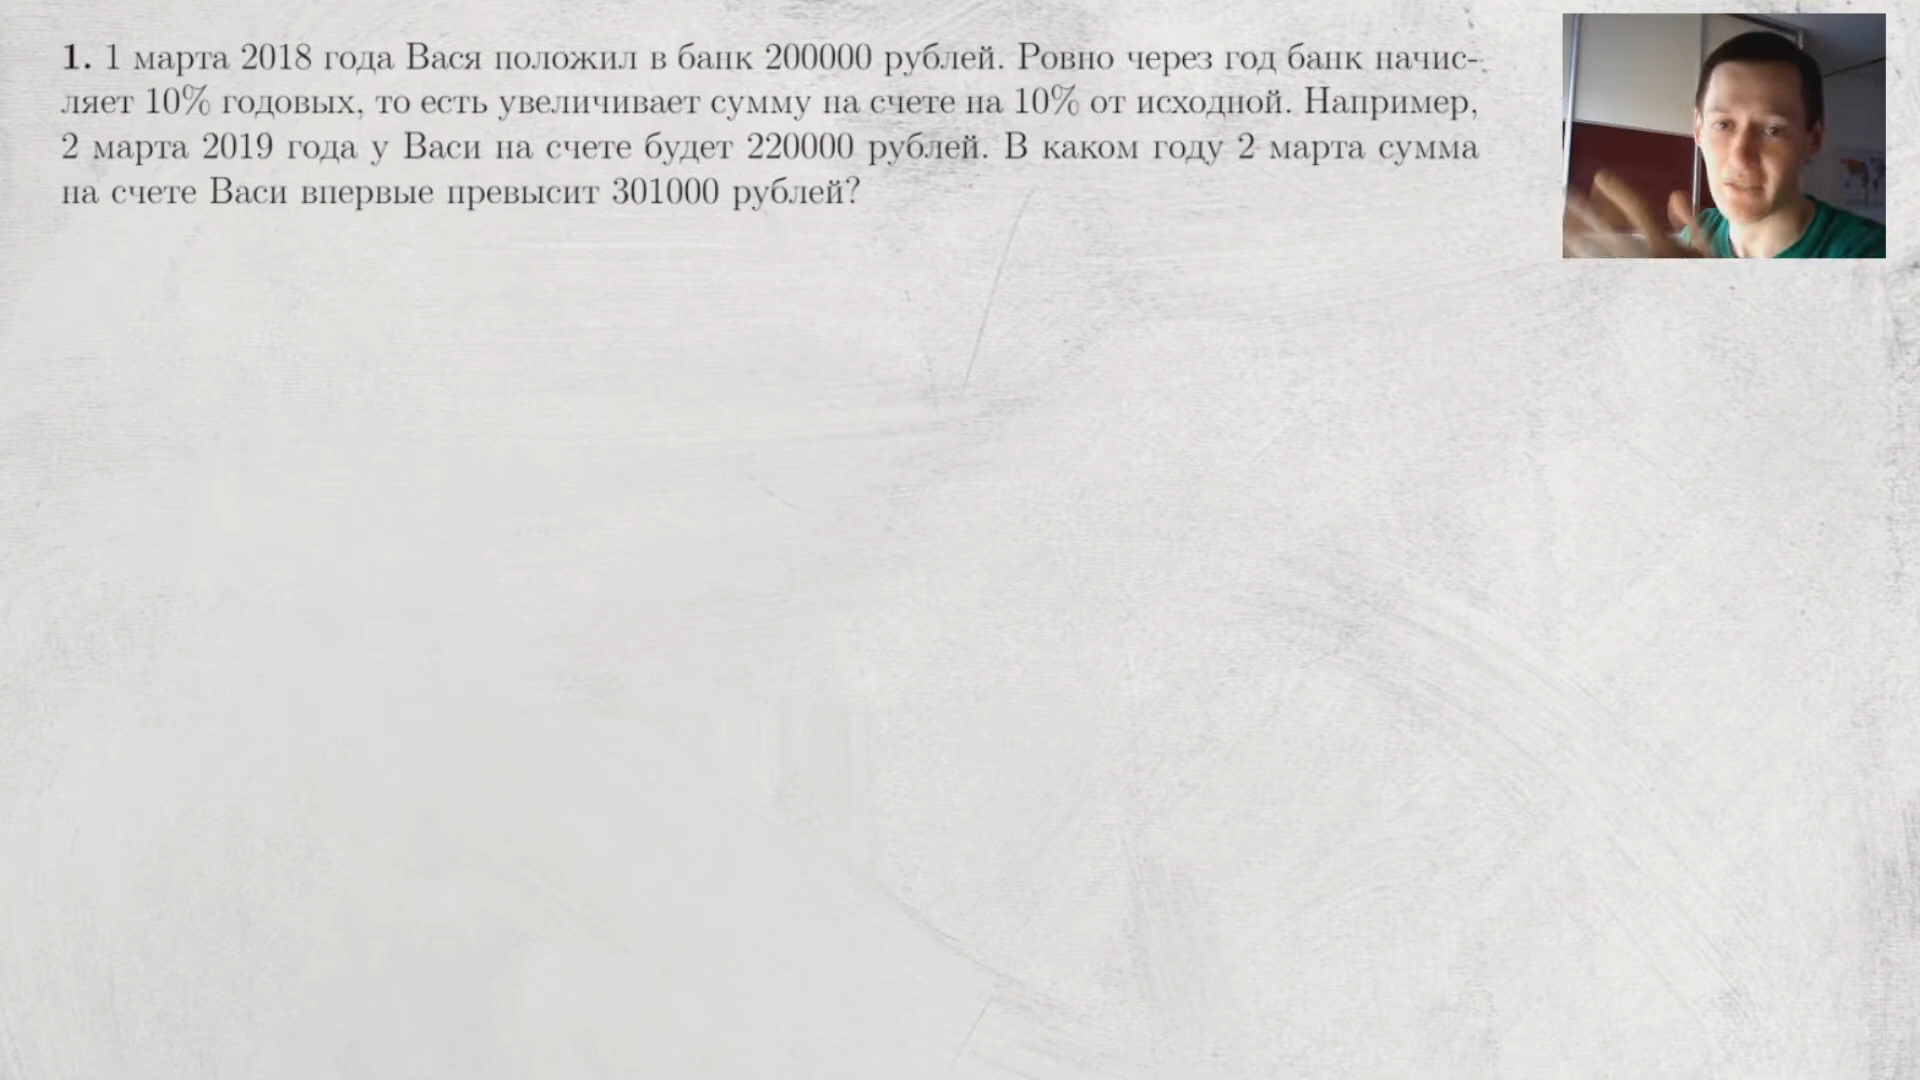 1. 1 марта 2018 года Вася положил в банк 200000 рублей. Ровно через год банк начис-
ляет 10% годовых, то есть увеличивает сумму на счете на 10% от исходной. Например,
2 марта 2019 года у Васи на счете будет 220000 рублей. В каком году 2 марта сумма
на счете Васи впервые превысит 301000 рублей?